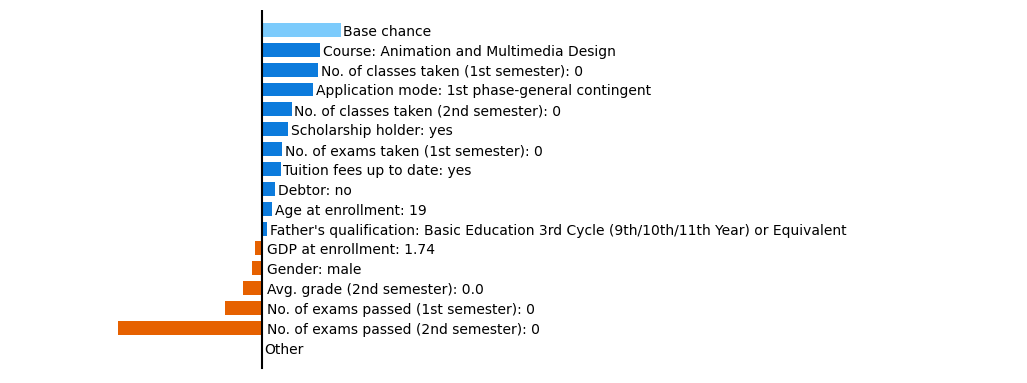 Base chance
Course: Animation and Multimedia Design
No. of classes taken (1st semester): 0
Application mode: 1st phase-general contingent
No. of classes taken (2nd semester): 0
Scholarship holder: yes
No. of exams taken (1st semester): 0
Tuition fees up to date: yes
Debtor: no
Age at enrollment: 19
Father's qualification: Basic Education 3rd Cycle (9th/10th/11th Year) or Equivalent
GDP at enrollment: 1.74
Gender: male
Avg. grade (2nd semester): 0.0
No. of exams passed (1st semester): 0
No. of exams passed (2nd semester): 0
Other